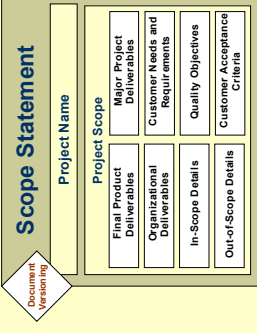 Document
Versioning
Scope Statement
Project Name
Project Scope
Final Product
Deliverables
Major Project
Deliverables
Organizational
Deliverables
Customer Needs and
Requirements
In-Scope Details
Quality Objectives
Out-of-Scope Details
Customer Acceptance
Criteria